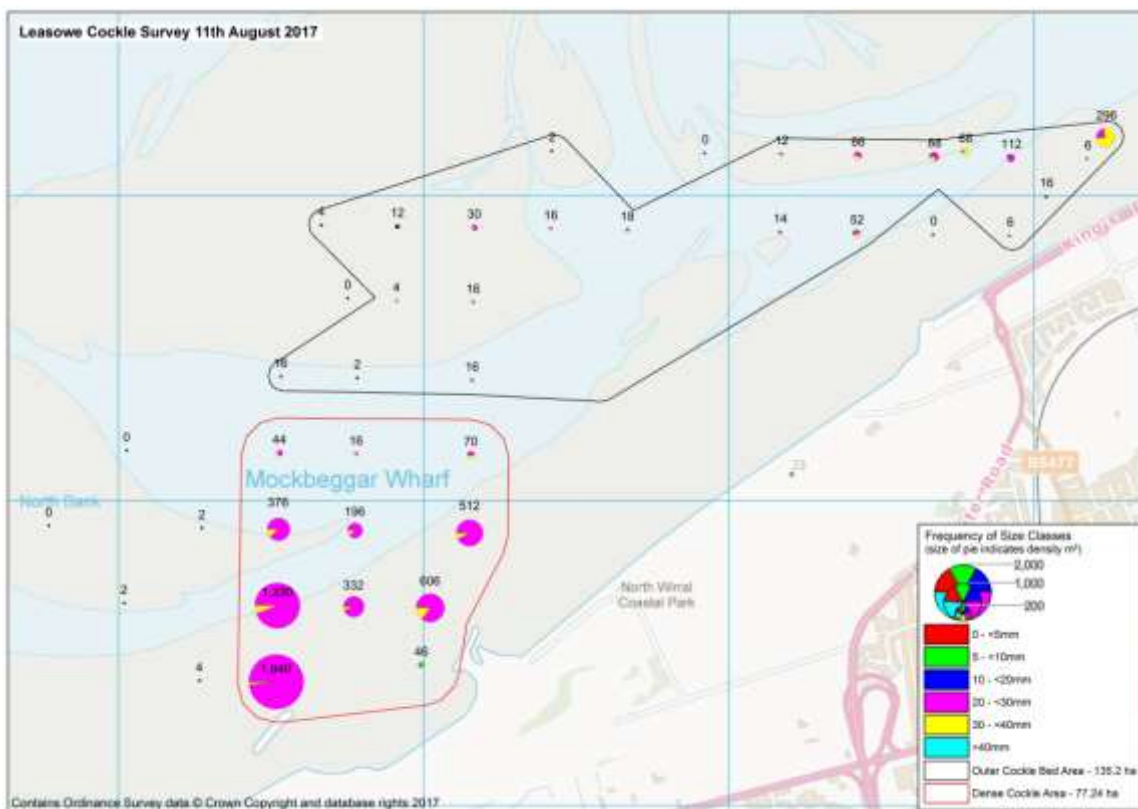 Leasowe Cockle Survey 11th August 2017
296
2
0
12
66
68
66
112
6
16
4
12
30
16
18
14
52
0
6
0
4
16
16
2
16
0
44
16
70
Mockbeggar Wharf
North Bank
0
2
376
196
512
2
332
606
4
46
North Wirral
Coastal Park
B5477
Frequency of Size Classes
(size of pie indicates density m²)
2,000
1,000
200
0 - <5mm
5 - <10mm
10 - <20mm
20 - <30mm
30 - <40mm
>40mm
Outer Cockle Bed Area - 135.2 ha
Dense Cockle Area - 77.24 ha
Contains Ordinance Survey data © Crown Copyright and database rights 2017